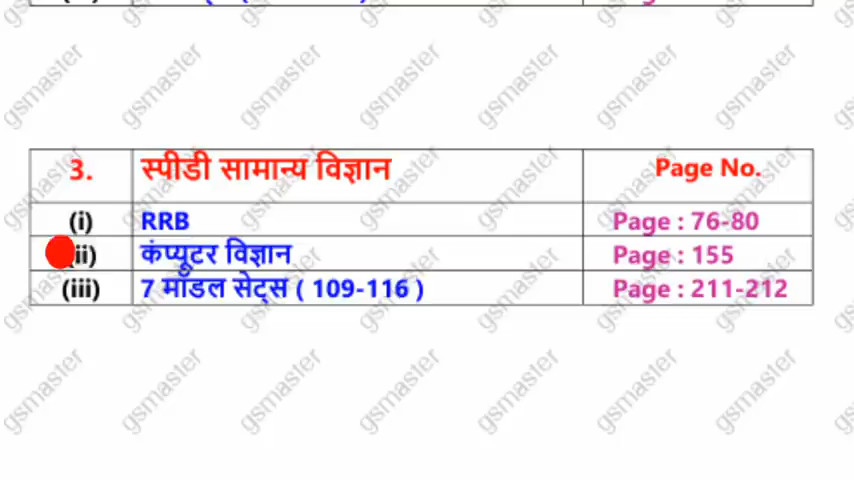 3. स्पीडी सामान्य विज्ञान Page No.
(i) RRB Page : 76-80
(ii) कंप्यूटर विज्ञान Page : 155
(iii) 7 मॉडल सेट्स ( 109-116 ) Page : 211-212
gsmaster